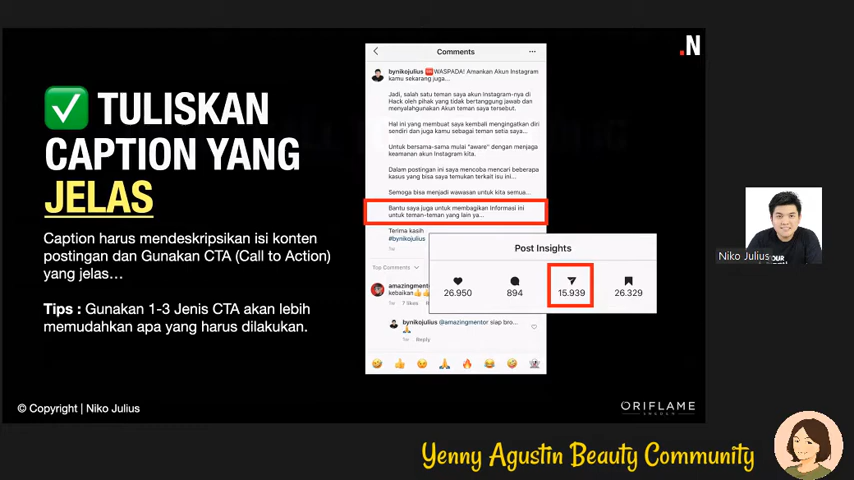 .N
✅ TULISKAN
CAPTION YANG
JELAS
Caption harus mendeskripsikan isi konten
postingan dan Gunakan CTA (Call to Action)
yang jelas...
Tips : Gunakan 1-3 Jenis CTA akan lebih
memudahkan apa yang harus dilakukan.
© Copyright | Niko Julius
Comments
bynikojulius 🆘WASPADA! Amankan Akun Instagram
kamu sekarang juga...
Jadi, salah satu teman saya akun Instagram-nya di
Hack oleh pihak yang tidak bertanggung jawab dan
menyalahgunakan Akun teman saya tersebut.
Hal ini yang membuat saya kembali mengingatkan diri
sendiri dan juga kamu sebagai teman setia saya...
Untuk bersama-sama mulai "aware" dengan menjaga
keamanan akun Instagram kita.
Dalam postingan ini saya mencoba mencari beberapa
kasus yang bisa saya temukan terkait isu ini...
Semoga bisa menjadi wawasan untuk kita semua...
Bantu saya juga untuk membagikan Informasi ini
untuk teman-teman yang lain ya...
Terima kasih
#bynikojulius
Top Comments
amazingmentor
kebaikan👍👍
7 likes
bynikojulius @amazingmentor siap bro...
🙏
Reply
Post Insights
26.950
894
15.939
26.329
ORIFLAME
SWEDEN
Niko Julius
Yenny Agustin Beauty Community